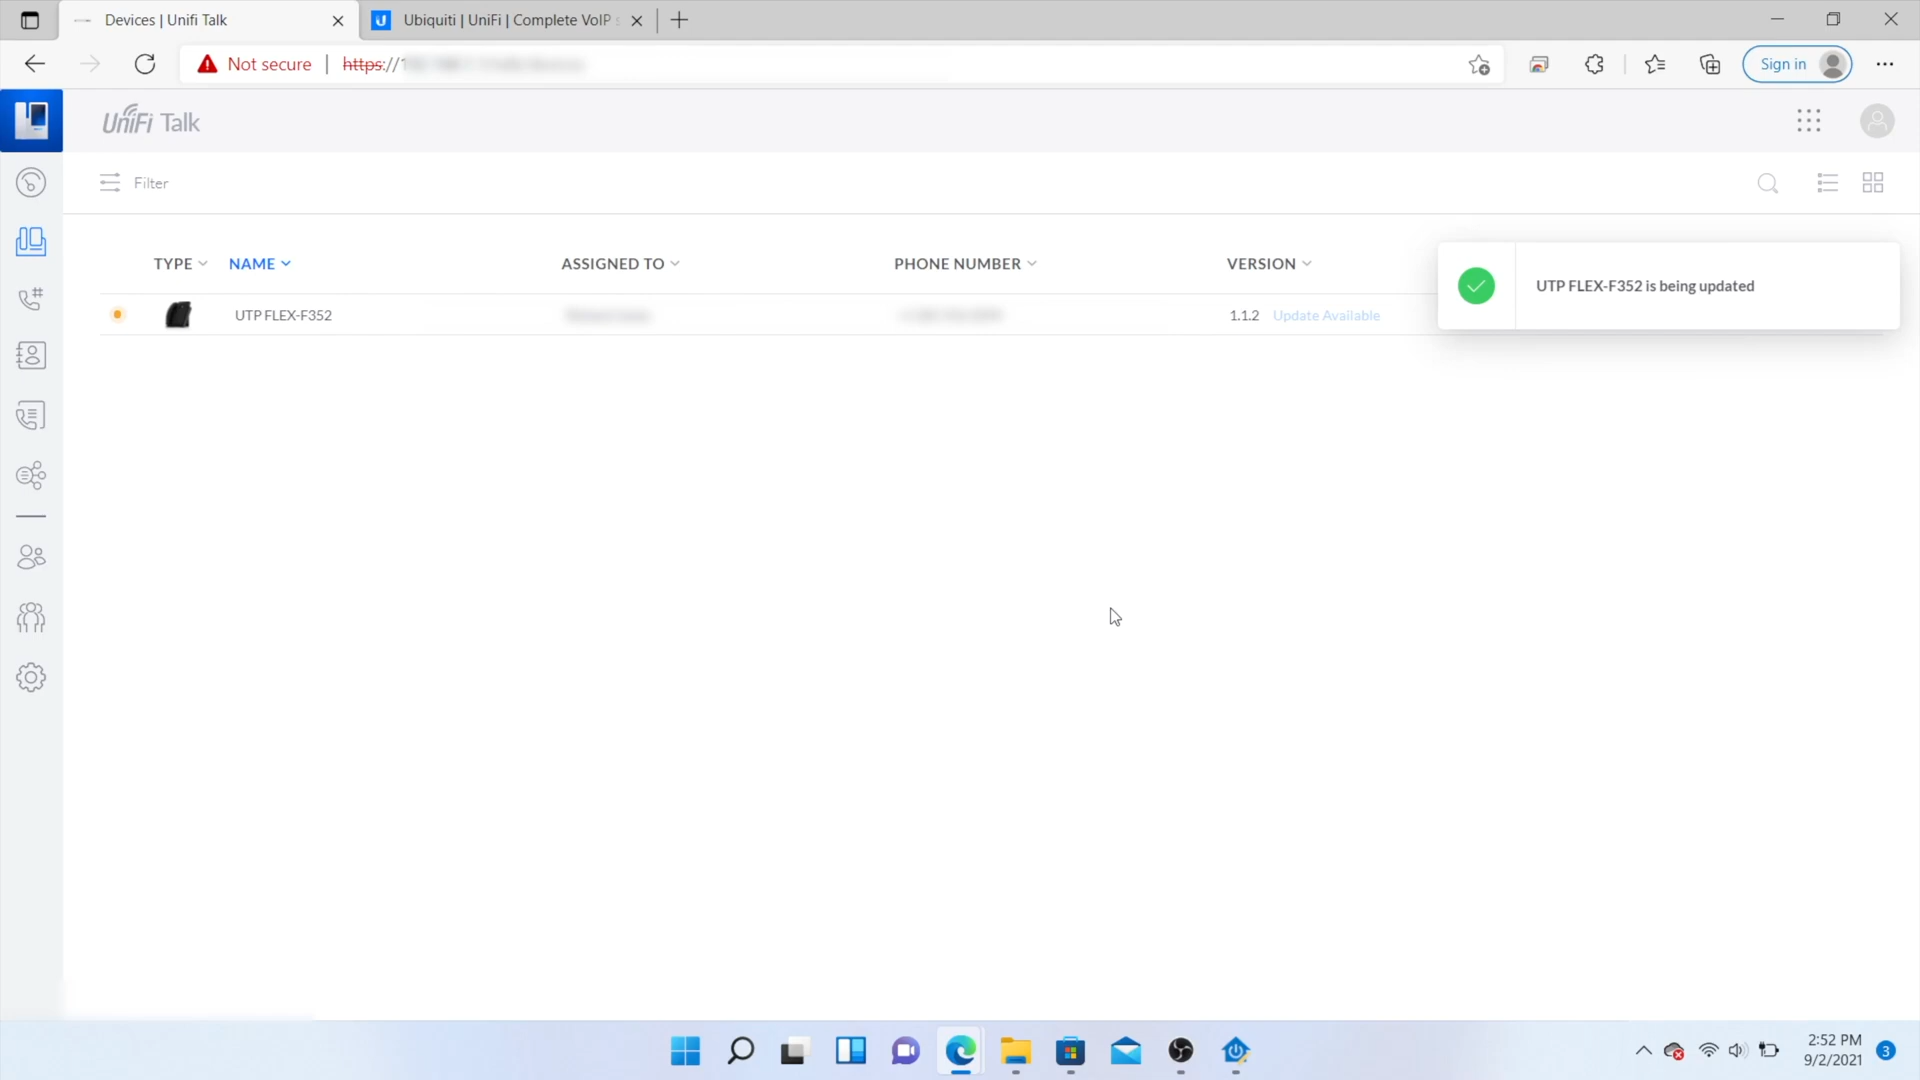 Devices | Unifi Talk
Ubiquiti | UniFi | Complete VoIP s
Not secure | https://
Sign in
UniFi Talk
Filter
TYPE NAME ASSIGNED TO PHONE NUMBER VERSION
UTP FLEX-F352 is being updated
UTP FLEX-F352 1.1.2 Update Available
2:52 PM
9/2/2021
3